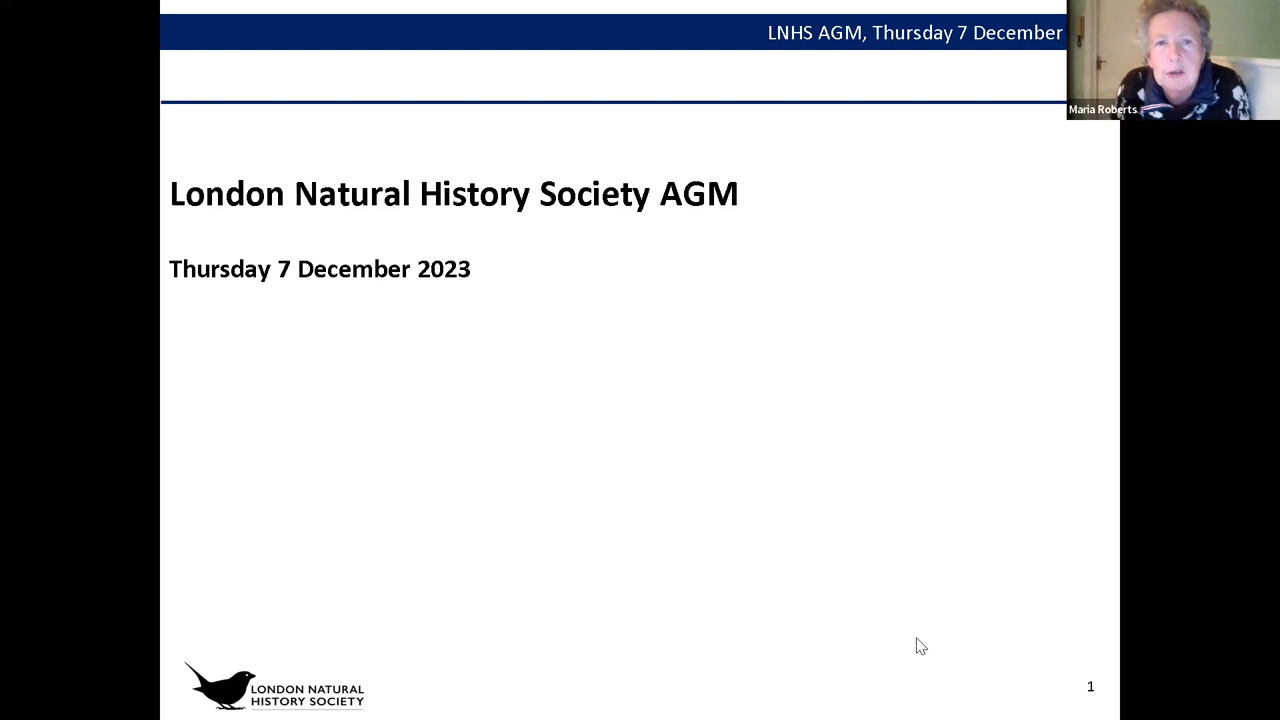 LNHS AGM, Thursday 7 December
Maria Roberts
London Natural History Society AGM
Thursday 7 December 2023
LONDON NATURAL
HISTORY SOCIETY
1